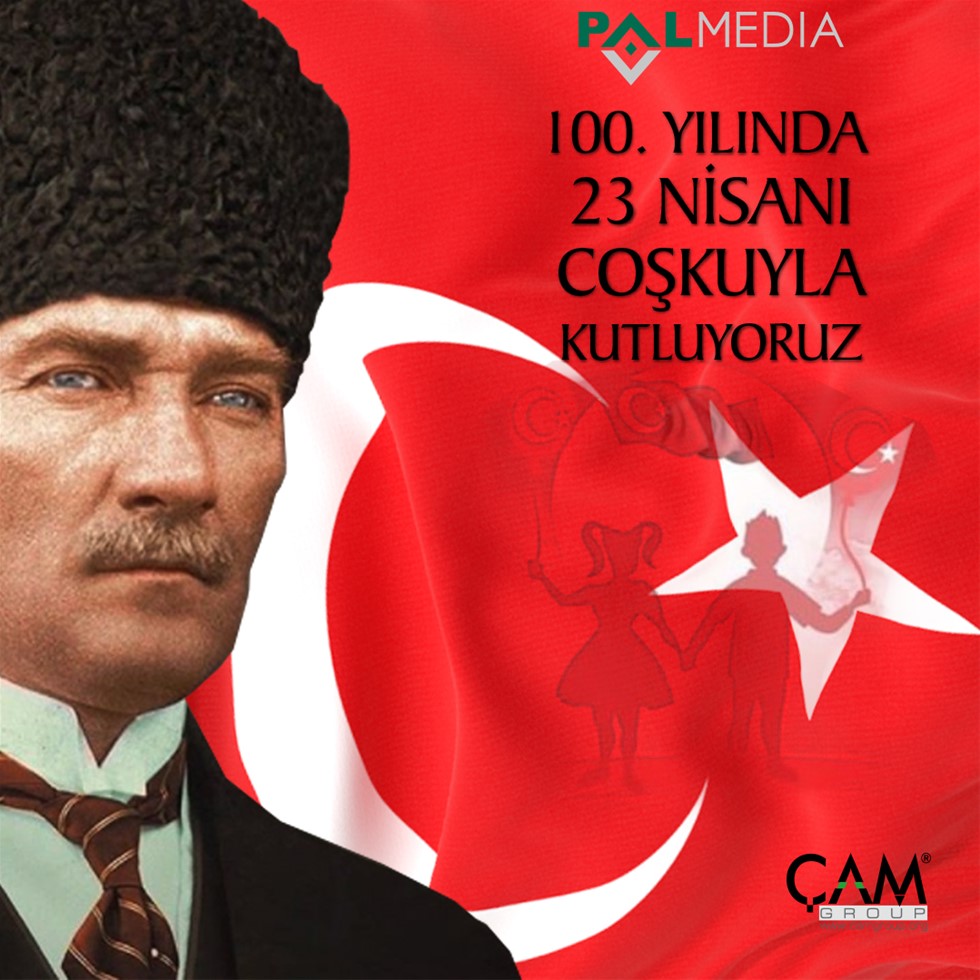 PALMEDIA
100. YILINDA
23 NİSANI
COŞKUYLA
KUTLUYORUZ
ÇAM®
GROUP